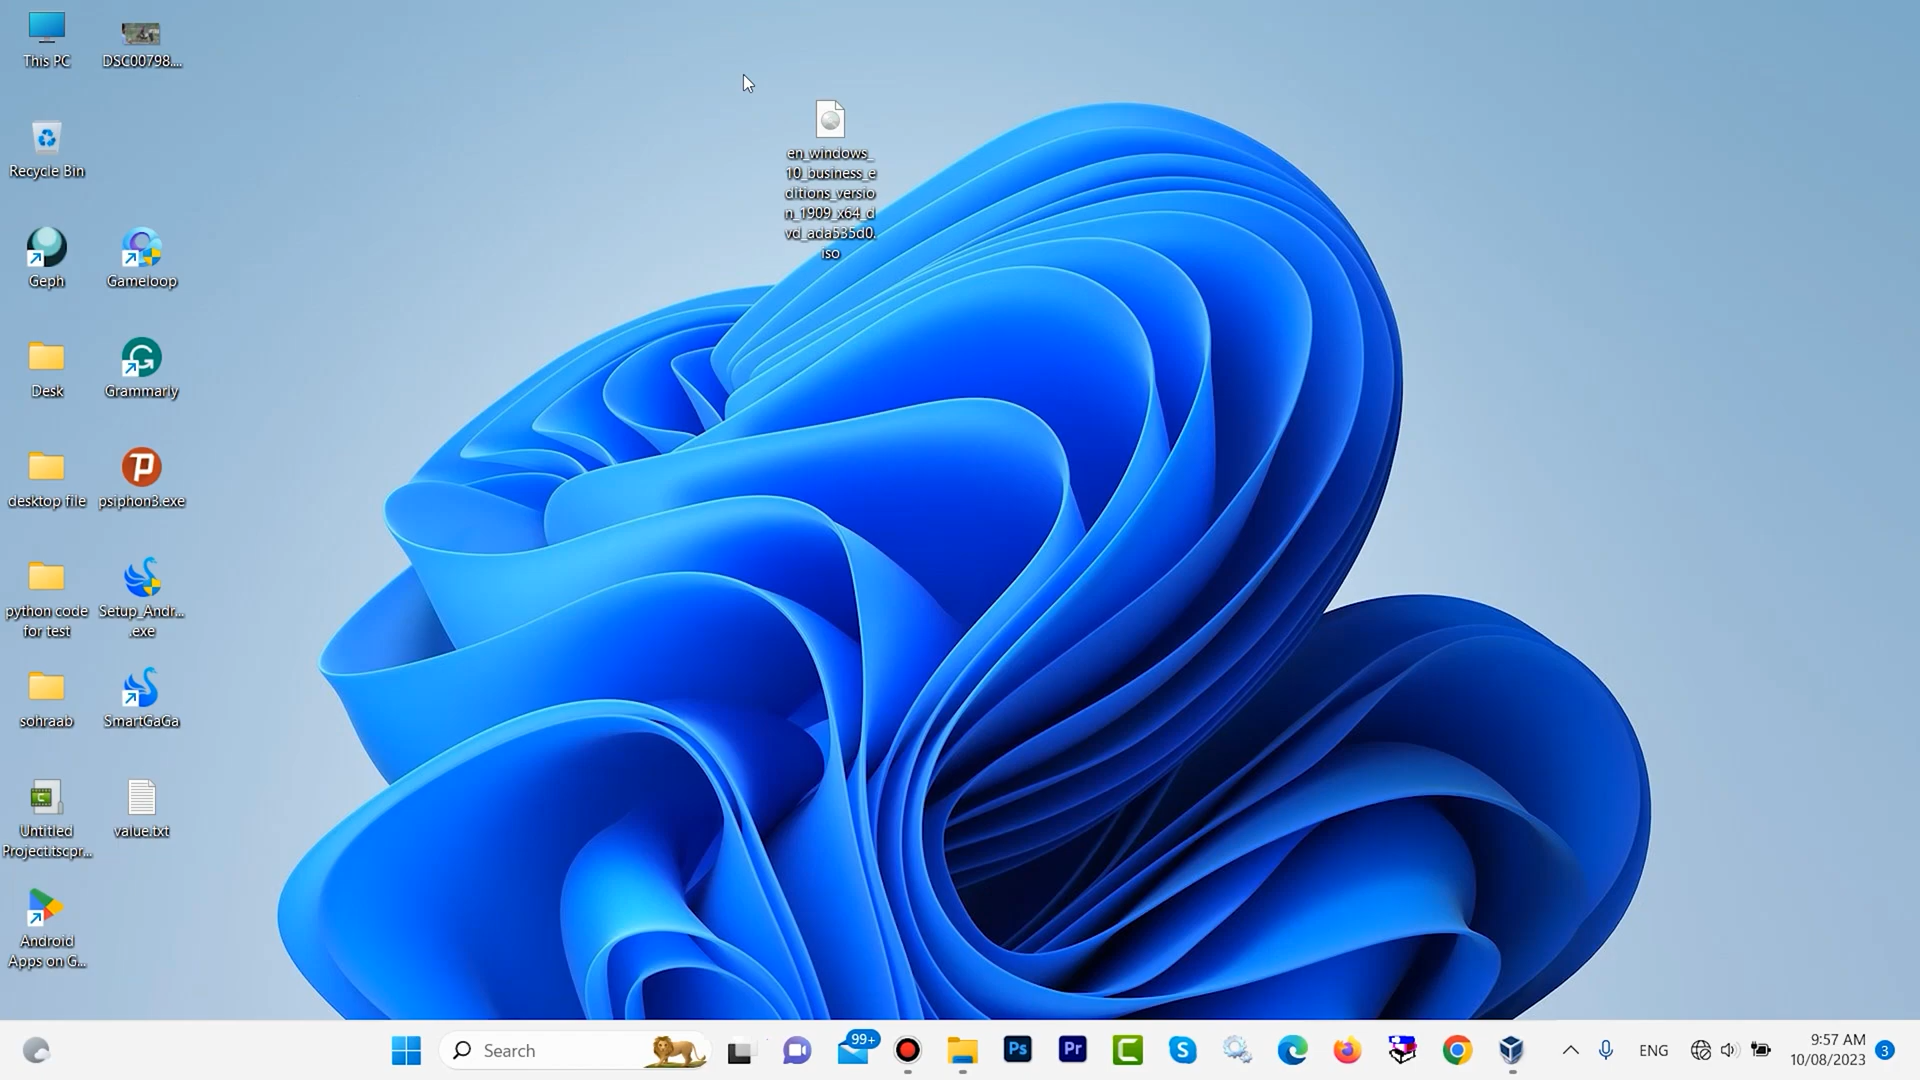 This PC
DSC00798....
Recycle Bin
Geph
Gameloop
Desk
Grammarly
desktop file
psiphon3.exe
python code
for test
Setup_Andr...
.exe
sohraab
SmartGaGa
Untitled
Project.tscpr...
value.txt
Android
Apps on G...
en_windows_
10_business_e
ditions_versio
n_1909_x64_d
vd_ada535d0.
iso
Search
99+
Ps
Pr
ENG
9:57 AM
10/08/2023
3